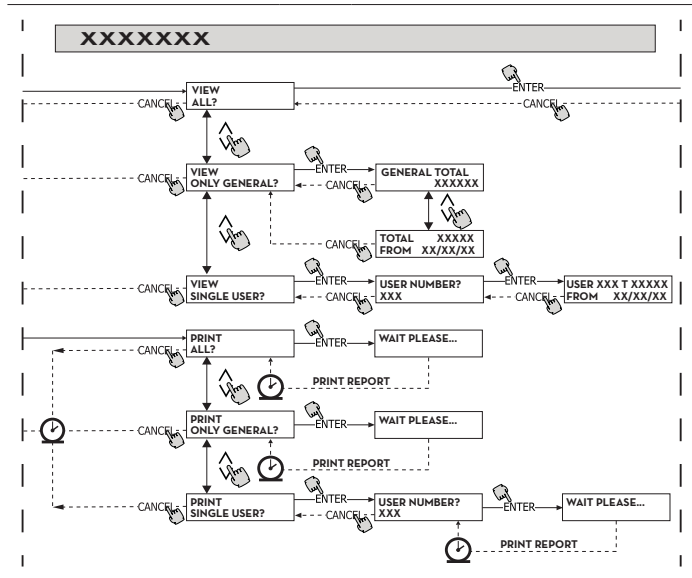 XXXXXXX
VIEW
ALL?
ENTER
CANCEL
CANCEL
VIEW
ONLY GENERAL?
CANCEL
ENTER
CANCEL
GENERAL TOTAL
XXXXXX
CANCEL
TOTAL XXXXX
FROM XX/XX/XX
VIEW
SINGLE USER?
CANCEL
ENTER
CANCEL
USER NUMBER?
XXX
ENTER
CANCEL
USER XXX T XXXXX
FROM XX/XX/XX
PRINT
ALL?
CANCEL
ENTER
WAIT PLEASE...
PRINT REPORT
PRINT
ONLY GENERAL?
CANCEL
ENTER
WAIT PLEASE...
PRINT REPORT
PRINT
SINGLE USER?
CANCEL
ENTER
CANCEL
USER NUMBER?
XXX
ENTER
WAIT PLEASE...
PRINT REPORT